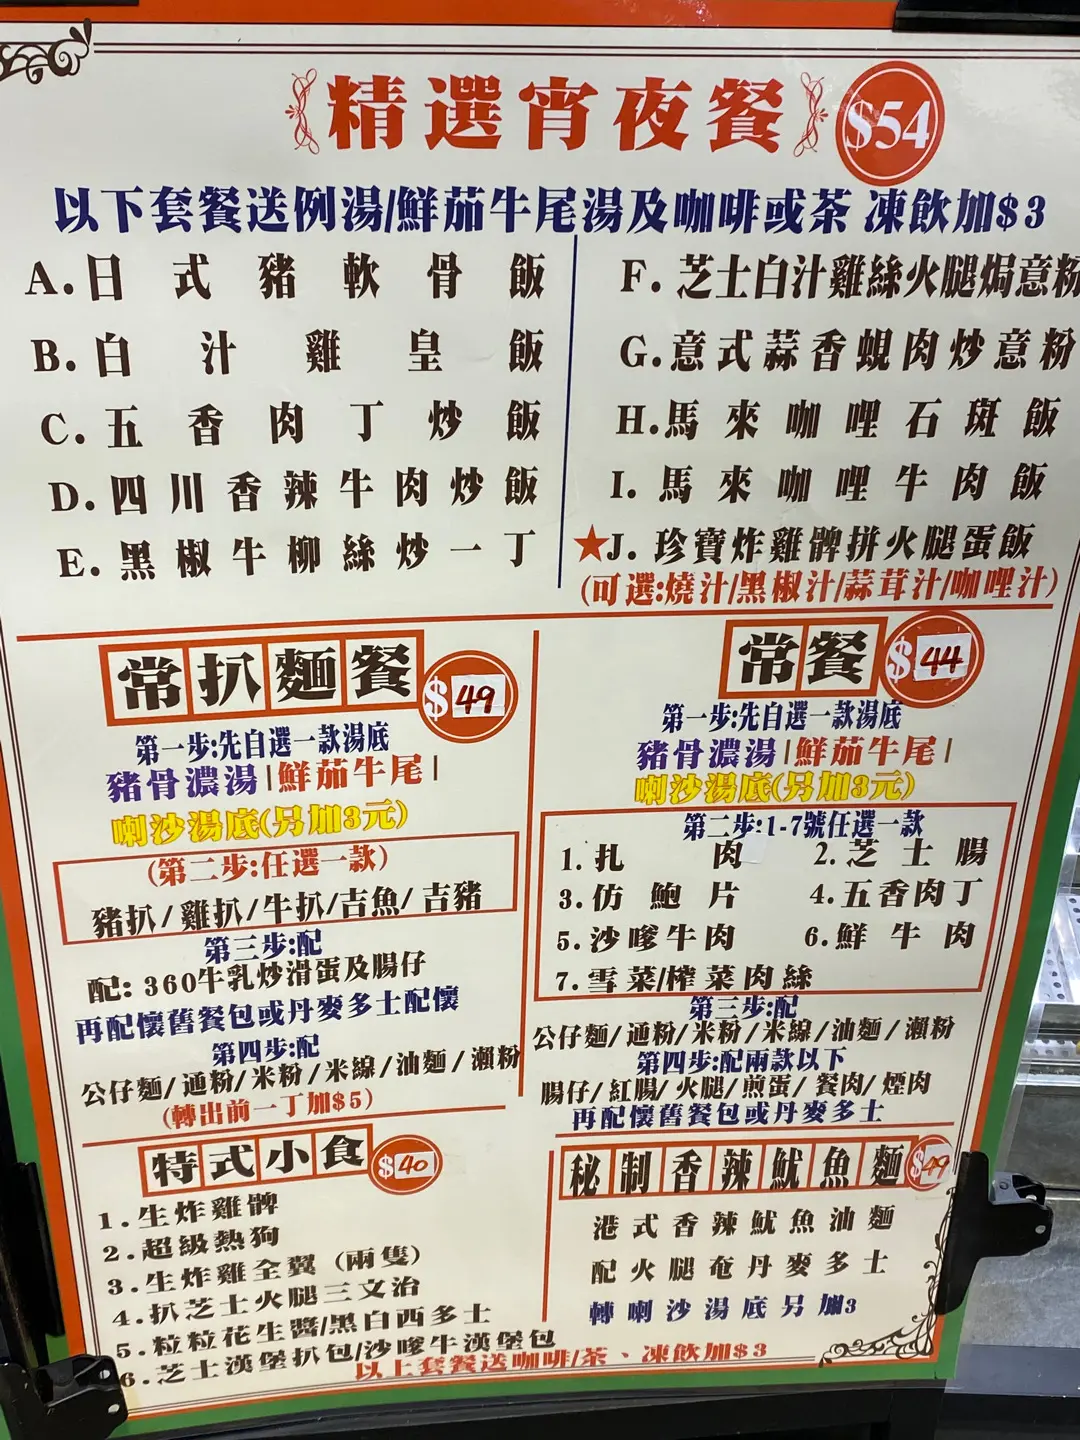 精選宵夜餐 $54
以下套餐送例湯/鮮茄牛尾湯及咖啡或茶 凍飲加$3
A.日式豬軟骨飯
B.白汁雞皇飯
C.五香肉丁炒飯
D.四川香辣牛肉炒飯
E.黑椒牛柳絲炒一丁
F.芝士白汁雞絲火腿焗意粉
G.意式蒜香蜆肉炒意粉
H.馬來咖哩石斑飯
I.馬來咖哩牛肉飯
★J.珍寶炸雞髀拼火腿蛋飯
(可選:燒汁/黑椒汁/蒜茸汁/咖哩汁)
常扒麵餐 $49
第一步:先自選一款湯底
豬骨濃湯|鮮茄牛尾|
喇沙湯底(另加3元)
(第二步:任選一款)
豬扒/雞扒/牛扒/吉魚/吉豬
第三步:配
配:360牛乳炒滑蛋及腸仔
再配懷舊餐包或丹麥多士配懷
第四步:配
公仔麵/通粉/米粉/米線/油麵/瀨粉
(轉出前一丁加$5)
常餐 $44
第一步:先自選一款湯底
豬骨濃湯|鮮茄牛尾|
喇沙湯底(另加3元)
第二步:1-7號任選一款
1.扎肉 2.芝士腸
3.仿鮑片 4.五香肉丁
5.沙嗲牛肉 6.鮮牛肉
7.雪菜/榨菜肉絲
第三步:配
公仔麵/通粉/米粉/米線/油麵/瀨粉
第四步:配兩款以下
腸仔/紅腸/火腿/煎蛋/餐肉/煙肉
再配懷舊餐包或丹麥多士
特式小食 $40
1.生炸雞髀
2.超級熱狗
3.生炸雞全翼(兩隻)
4.扒芝士火腿三文治
5.粒粒花生醬/黑白西多士
6.芝士漢堡扒包/沙嗲牛漢堡包
秘制香辣魷魚麵 $49
港式香辣魷魚油麵
配火腿奄丹麥多士
轉喇沙湯底另加3
以上套餐送咖啡/茶、凍飲加$3